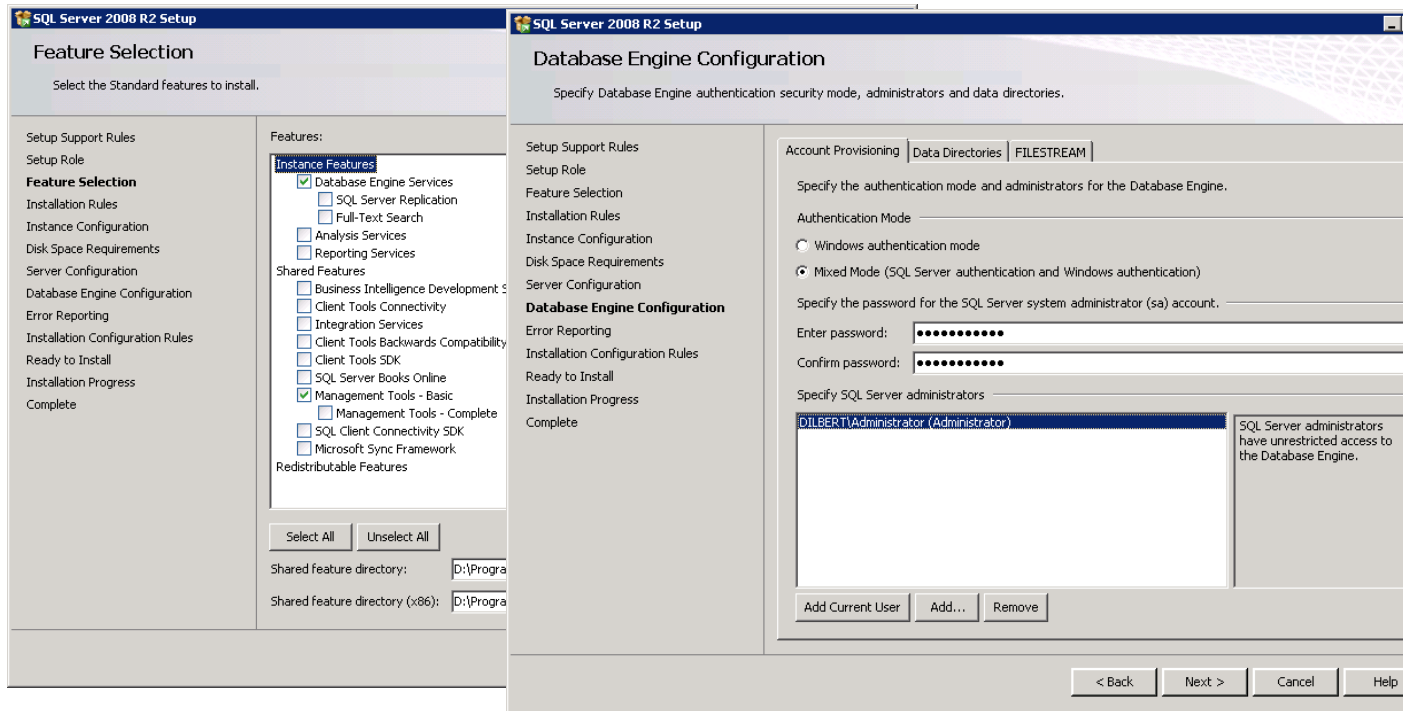 SQL Server 2008 R2 Setup
Feature Selection
Select the Standard features to install.
Setup Support Rules
Setup Role
Feature Selection
Installation Rules
Instance Configuration
Disk Space Requirements
Server Configuration
Database Engine Configuration
Error Reporting
Installation Configuration Rules
Ready to Install
Installation Progress
Complete
Features:
Instance Features
Database Engine Services
SQL Server Replication
Full-Text Search
Analysis Services
Reporting Services
Shared Features
Business Intelligence Development
Client Tools Connectivity
Integration Services
Client Tools Backwards Compatibility
Client Tools SDK
SQL Server Books Online
Management Tools - Basic
Management Tools - Complete
SQL Client Connectivity SDK
Microsoft Sync Framework
Redistributable Features
Select All
Unselect All
Shared feature directory:
D:\Progra
Shared feature directory (x86):
D:\Progra
SQL Server 2008 R2 Setup
Database Engine Configuration
Specify Database Engine authentication security mode, administrators and data directories.
Setup Support Rules
Setup Role
Feature Selection
Installation Rules
Instance Configuration
Disk Space Requirements
Server Configuration
Database Engine Configuration
Error Reporting
Installation Configuration Rules
Ready to Install
Installation Progress
Complete
Account Provisioning
Data Directories
FILESTREAM
Specify the authentication mode and administrators for the Database Engine.
Authentication Mode
Windows authentication mode
Mixed Mode (SQL Server authentication and Windows authentication)
Specify the password for the SQL Server system administrator (sa) account.
Enter password:
●●●●●●●●●●●
Confirm password:
●●●●●●●●●●●
Specify SQL Server administrators
DILBERT\Administrator (Administrator)
SQL Server administrators
have unrestricted access to
the Database Engine.
Add Current User
Add...
Remove
< Back
Next >
Cancel
Help